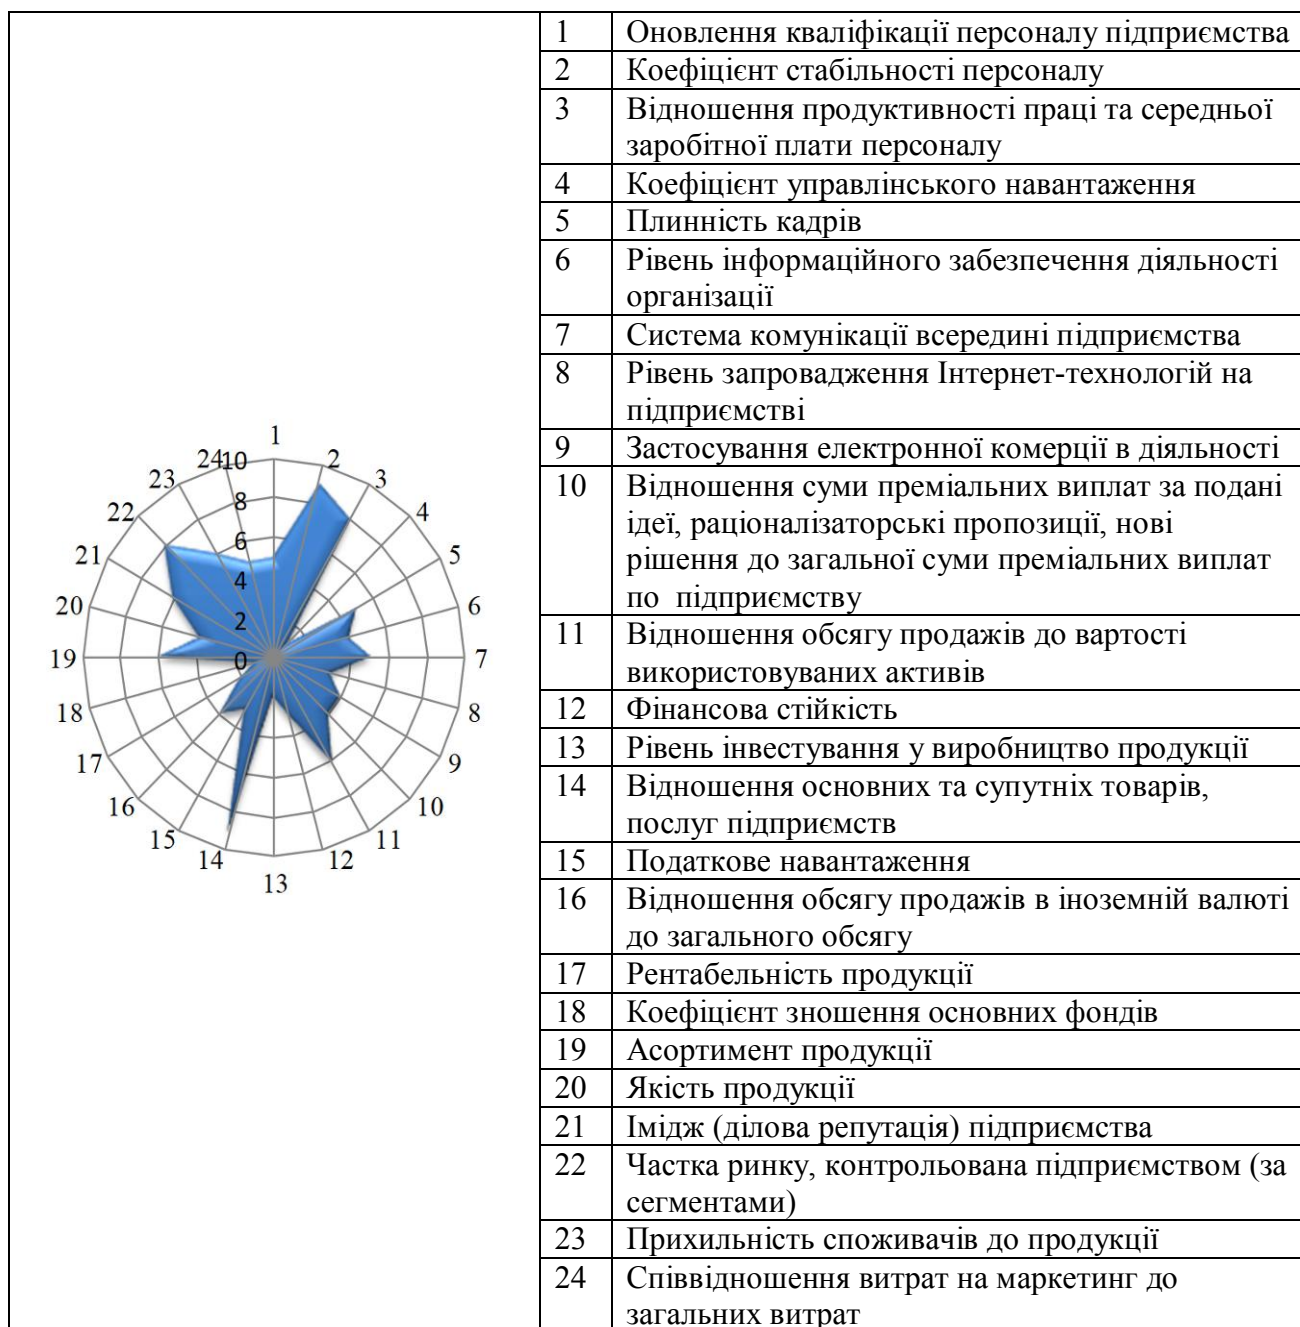 1
2
3
4
5
6
7
8
9
10
11
12
13
14
15
16
17
18
19
20
21
22
23
24
10
8
6
4
2
0
1 Оновлення кваліфікації персоналу підприємства
2 Коефіцієнт стабільності персоналу
3 Відношення продуктивності праці та середньої
заробітної плати персоналу
4 Коефіцієнт управлінського навантаження
5 Плинність кадрів
6 Рівень інформаційного забезпечення діяльності
організації
7 Система комунікації всередині підприємства
8 Рівень запровадження Інтернет-технологій на
підприємстві
9 Застосування електронної комерції в діяльності
10 Відношення суми преміальних виплат за подані
ідеї, раціоналізаторські пропозиції, нові
рішення до загальної суми преміальних виплат
по підприємству
11 Відношення обсягу продажів до вартості
використовуваних активів
12 Фінансова стійкість
13 Рівень інвестування у виробництво продукції
14 Відношення основних та супутніх товарів,
послуг підприємств
15 Податкове навантаження
16 Відношення обсягу продажів в іноземній валюті
до загального обсягу
17 Рентабельність продукції
18 Коефіцієнт зношення основних фондів
19 Асортимент продукції
20 Якість продукції
21 Імідж (ділова репутація) підприємства
22 Частка ринку, контрольована підприємством (за
сегментами)
23 Прихильність споживачів до продукції
24 Співвідношення витрат на маркетинг до
загальних витрат